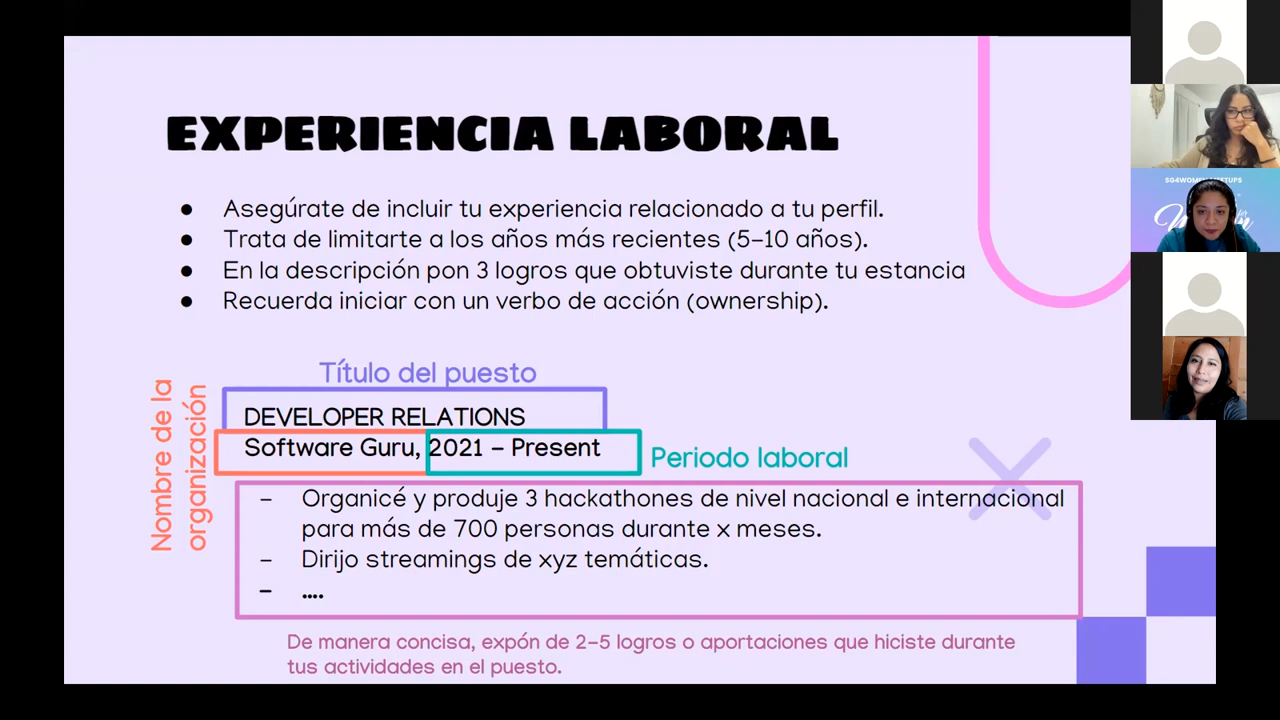 EXPERIENCIA LABORAL
● Asegúrate de incluir tu experiencia relacionado a tu perfil.
● Trata de limitarte a los años más recientes (5–10 años).
● En la descripción pon 3 logros que obtuviste durante tu estancia
● Recuerda iniciar con un verbo de acción (ownership).
Título del puesto
Nombre de la
organización
DEVELOPER RELATIONS
Software Guru, 2021 – Present
Periodo laboral
– Organicé y produje 3 hackathones de nivel nacional e internacional
para más de 700 personas durante x meses.
– Dirijo streamings de xyz temáticas.
– ....
De manera concisa, expón de 2–5 logros o aportaciones que hiciste durante
tus actividades en el puesto.